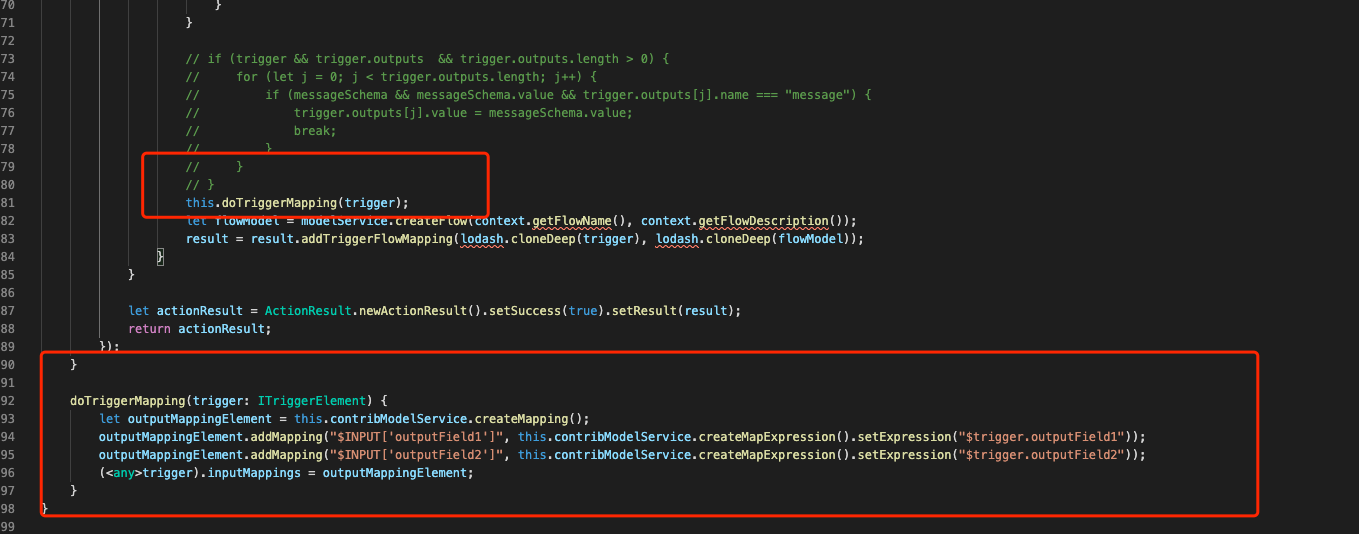 70 }
71 }
72
73 // if (trigger && trigger.outputs  && trigger.outputs.length > 0) {
74 //     for (let j = 0; j < trigger.outputs.length; j++) {
75 //         if (messageSchema && messageSchema.value && trigger.outputs[j].name === "message") {
76 //             trigger.outputs[j].value = messageSchema.value;
77 //             break;
78 //         }
79 //     }
80 // }
81 this.doTriggerMapping(trigger);
82 let flowModel = modelService.createFlow(context.getFlowName(), context.getFlowDescription());
83 result = result.addTriggerFlowMapping(lodash.cloneDeep(trigger), lodash.cloneDeep(flowModel));
84 }
85 }
86
87 let actionResult = ActionResult.newActionResult().setSuccess(true).setResult(result);
88 return actionResult;
89 });
90 }
91
92 doTriggerMapping(trigger: ITriggerElement) {
93 let outputMappingElement = this.contribModelService.createMapping();
94 outputMappingElement.addMapping("$INPUT['outputField1']", this.contribModelService.createMapExpression().setExpression("$trigger.outputField1"));
95 outputMappingElement.addMapping("$INPUT['outputField2']", this.contribModelService.createMapExpression().setExpression("$trigger.outputField2"));
96 (<any>trigger).inputMappings = outputMappingElement;
97 }
98 }
99